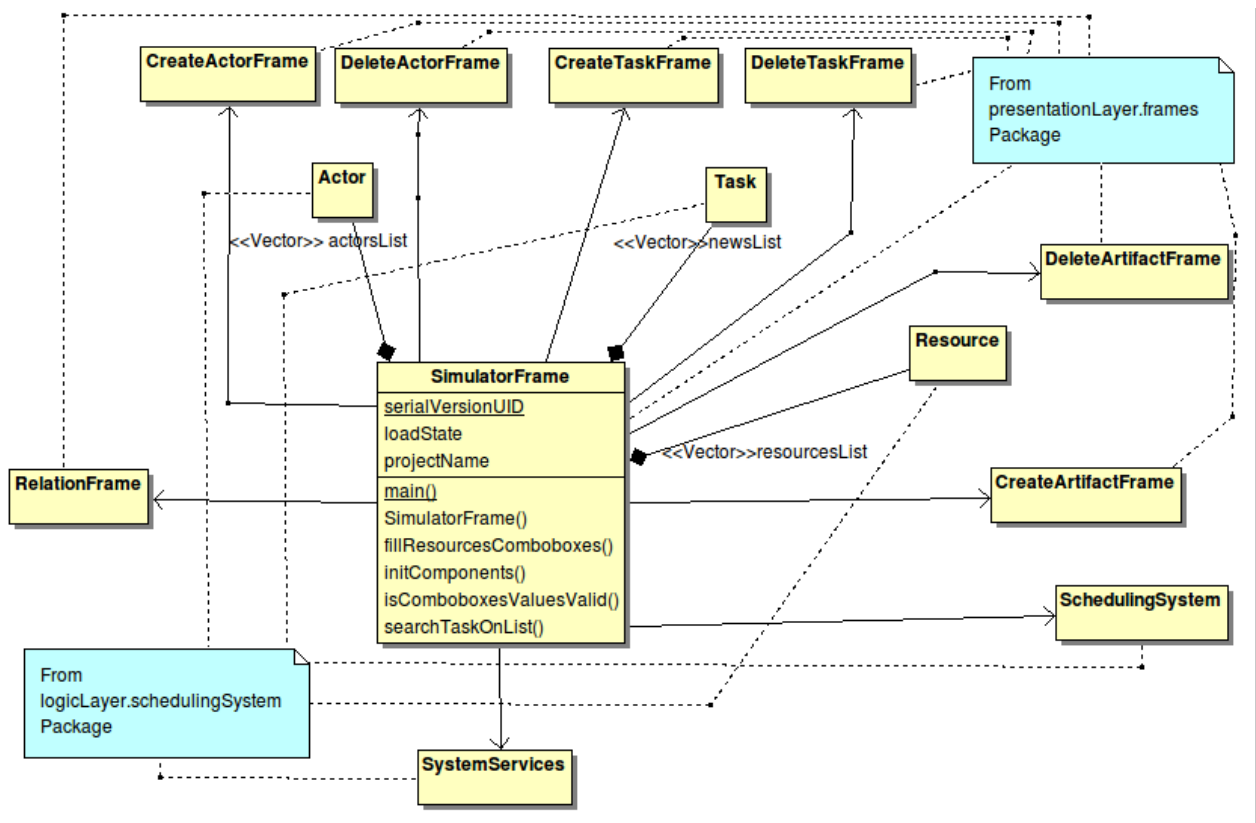 CreateActorFrame
DeleteActorFrame
CreateTaskFrame
DeleteTaskFrame
From
presentationLayer.frames
Package
Actor
Task
<<Vector>> actorsList
<<Vector>>newsList
DeleteArtifactFrame
Resource
SimulatorFrame
serialVersionUID
loadState
projectName
<<Vector>>resourcesList
RelationFrame
CreateArtifactFrame
main()
SimulatorFrame()
fillResourcesComboboxes()
initComponents()
isComboboxesValuesValid()
searchTaskOnList()
SchedulingSystem
From
logicLayer.schedulingSystem
Package
SystemServices